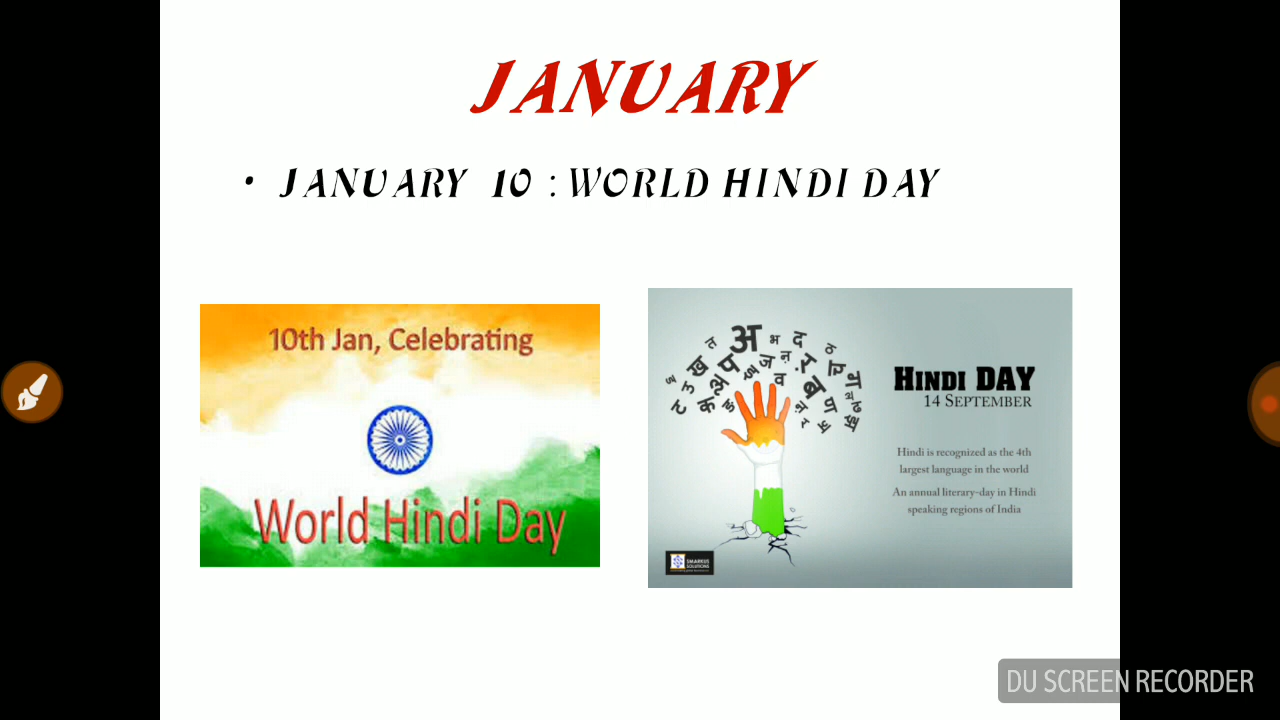 JANUARY
• JANUARY 10 : WORLD HINDI DAY
10th Jan, Celebrating
World Hindi Day
अ
HINDI DAY
14 SEPTEMBER
Hindi is recognized as the 4th
largest language in the world
An annual literary-day in Hindi
speaking regions of India
SMARKUS
SOLUTIONS
DU SCREEN RECORDER